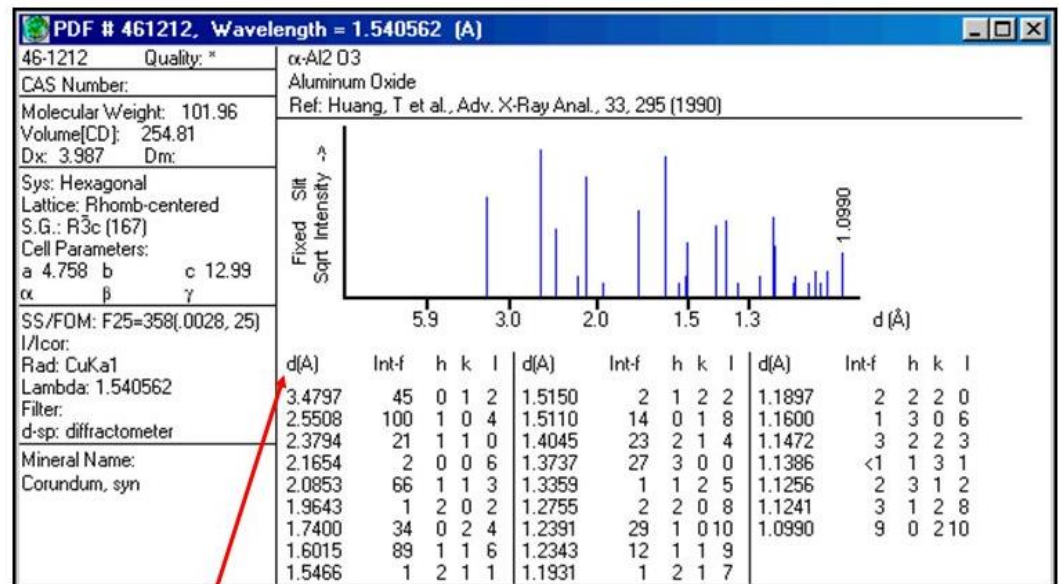 PDF # 461212, Wavelength = 1.540562 (A)
46-1212 Quality: *
CAS Number:
Molecular Weight: 101.96
Volume[CD]: 254.81
Dx: 3.987 Dm:
Sys: Hexagonal
Lattice: Rhomb-centered
S.G.: R3̄c (167)
Cell Parameters:
a 4.758 b c 12.99
α β γ
SS/FOM: F25=358(.0028, 25)
I/Icor:
Rad: CuKa1
Lambda: 1.540562
Filter:
d-sp: diffractometer
Mineral Name:
Corundum, syn
α-Al2 O3
Aluminum Oxide
Ref: Huang, T et al., Adv. X-Ray Anal., 33, 295 (1990)
Fixed Slit
Sqrt Intensity ->
1.0990
5.9 3.0 2.0 1.5 1.3 d (Å)
d(A) Int-f h k l d(A) Int-f h k l d(A) Int-f h k l
3.4797 45 0 1 2 1.5150 2 1 2 2 1.1897 2 2 2 0
2.5508 100 1 0 4 1.5110 14 0 1 8 1.1600 1 3 0 6
2.3794 21 1 1 0 1.4045 23 2 1 4 1.1472 3 2 2 3
2.1654 2 0 0 6 1.3737 27 3 0 0 1.1386 <1 1 3 1
2.0853 66 1 1 3 1.3359 1 1 2 5 1.1256 2 3 1 2
1.9643 1 2 0 2 1.2755 2 2 0 8 1.1241 3 1 2 8
1.7400 34 0 2 4 1.2391 29 1 0 10 1.0990 9 0 2 10
1.6015 89 1 1 6 1.2343 12 1 1 9
1.5466 1 2 1 1 1.1931 1 2 1 7